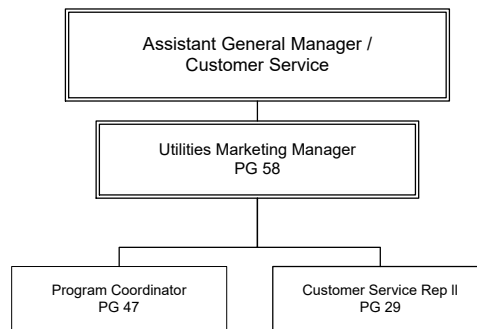 Assistant General Manager /
Customer Service
Utilities Marketing Manager
PG 58
Program Coordinator
PG 47
Customer Service Rep ll
PG 29